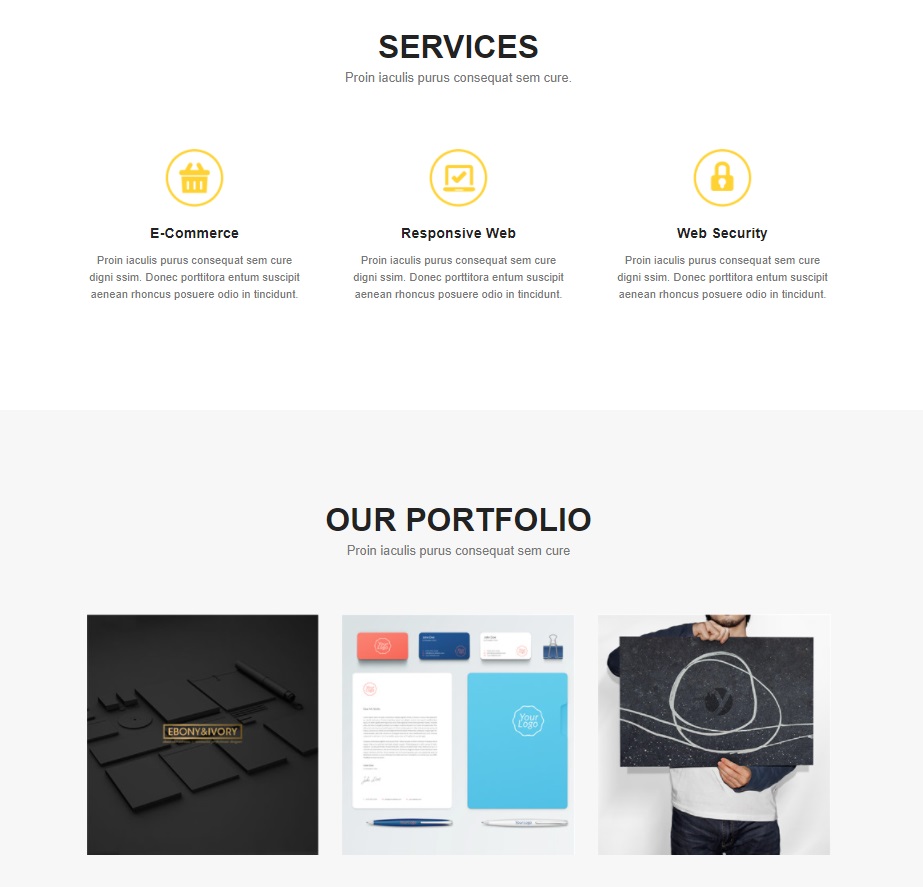 SERVICES
Proin iaculis purus consequat sem cure.
E-Commerce
Proin iaculis purus consequat sem cure
digni ssim. Donec porttitora entum suscipit
aenean rhoncus posuere odio in tincidunt.
Responsive Web
Proin iaculis purus consequat sem cure
digni ssim. Donec porttitora entum suscipit
aenean rhoncus posuere odio in tincidunt.
Web Security
Proin iaculis purus consequat sem cure
digni ssim. Donec porttitora entum suscipit
aenean rhoncus posuere odio in tincidunt.
OUR PORTFOLIO
Proin iaculis purus consequat sem cure
EBONY&IVORY
Your
Logo
Your
Logo